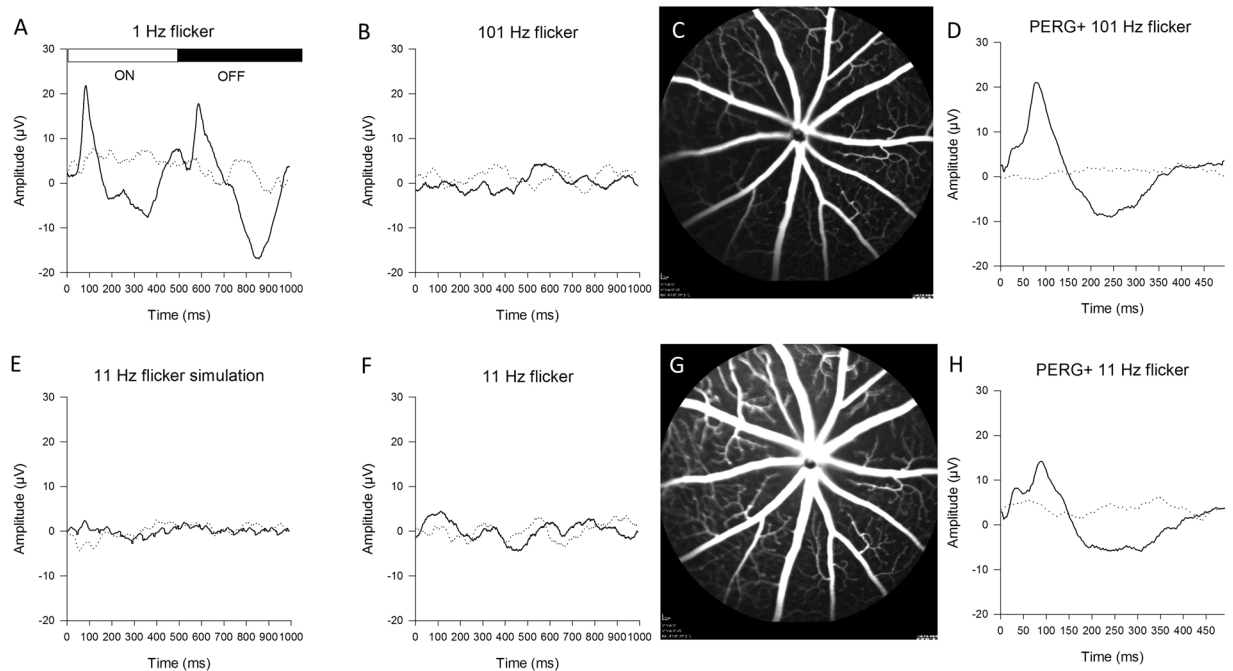 A
1 Hz flicker
ON
OFF
Amplitude (µV)
30
20
10
0
-10
-20
0 100 200 300 400 500 600 700 800 900 1000
Time (ms)
B
101 Hz flicker
Amplitude (µV)
30
20
10
0
-10
-20
0 100 200 300 400 500 600 700 800 900 1000
Time (ms)
C
D
PERG+ 101 Hz flicker
Amplitude (µV)
30
20
10
0
-10
-20
0 50 100 150 200 250 300 350 400 450
Time (ms)
E
11 Hz flicker simulation
Amplitude (µV)
30
20
10
0
-10
-20
0 100 200 300 400 500 600 700 800 900 1000
Time (ms)
F
11 Hz flicker
Amplitude (µV)
30
20
10
0
-10
-20
0 100 200 300 400 500 600 700 800 900 1000
Time (ms)
G
H
PERG+ 11 Hz flicker
Amplitude (µV)
30
20
10
0
-10
-20
0 50 100 150 200 250 300 350 400 450
Time (ms)